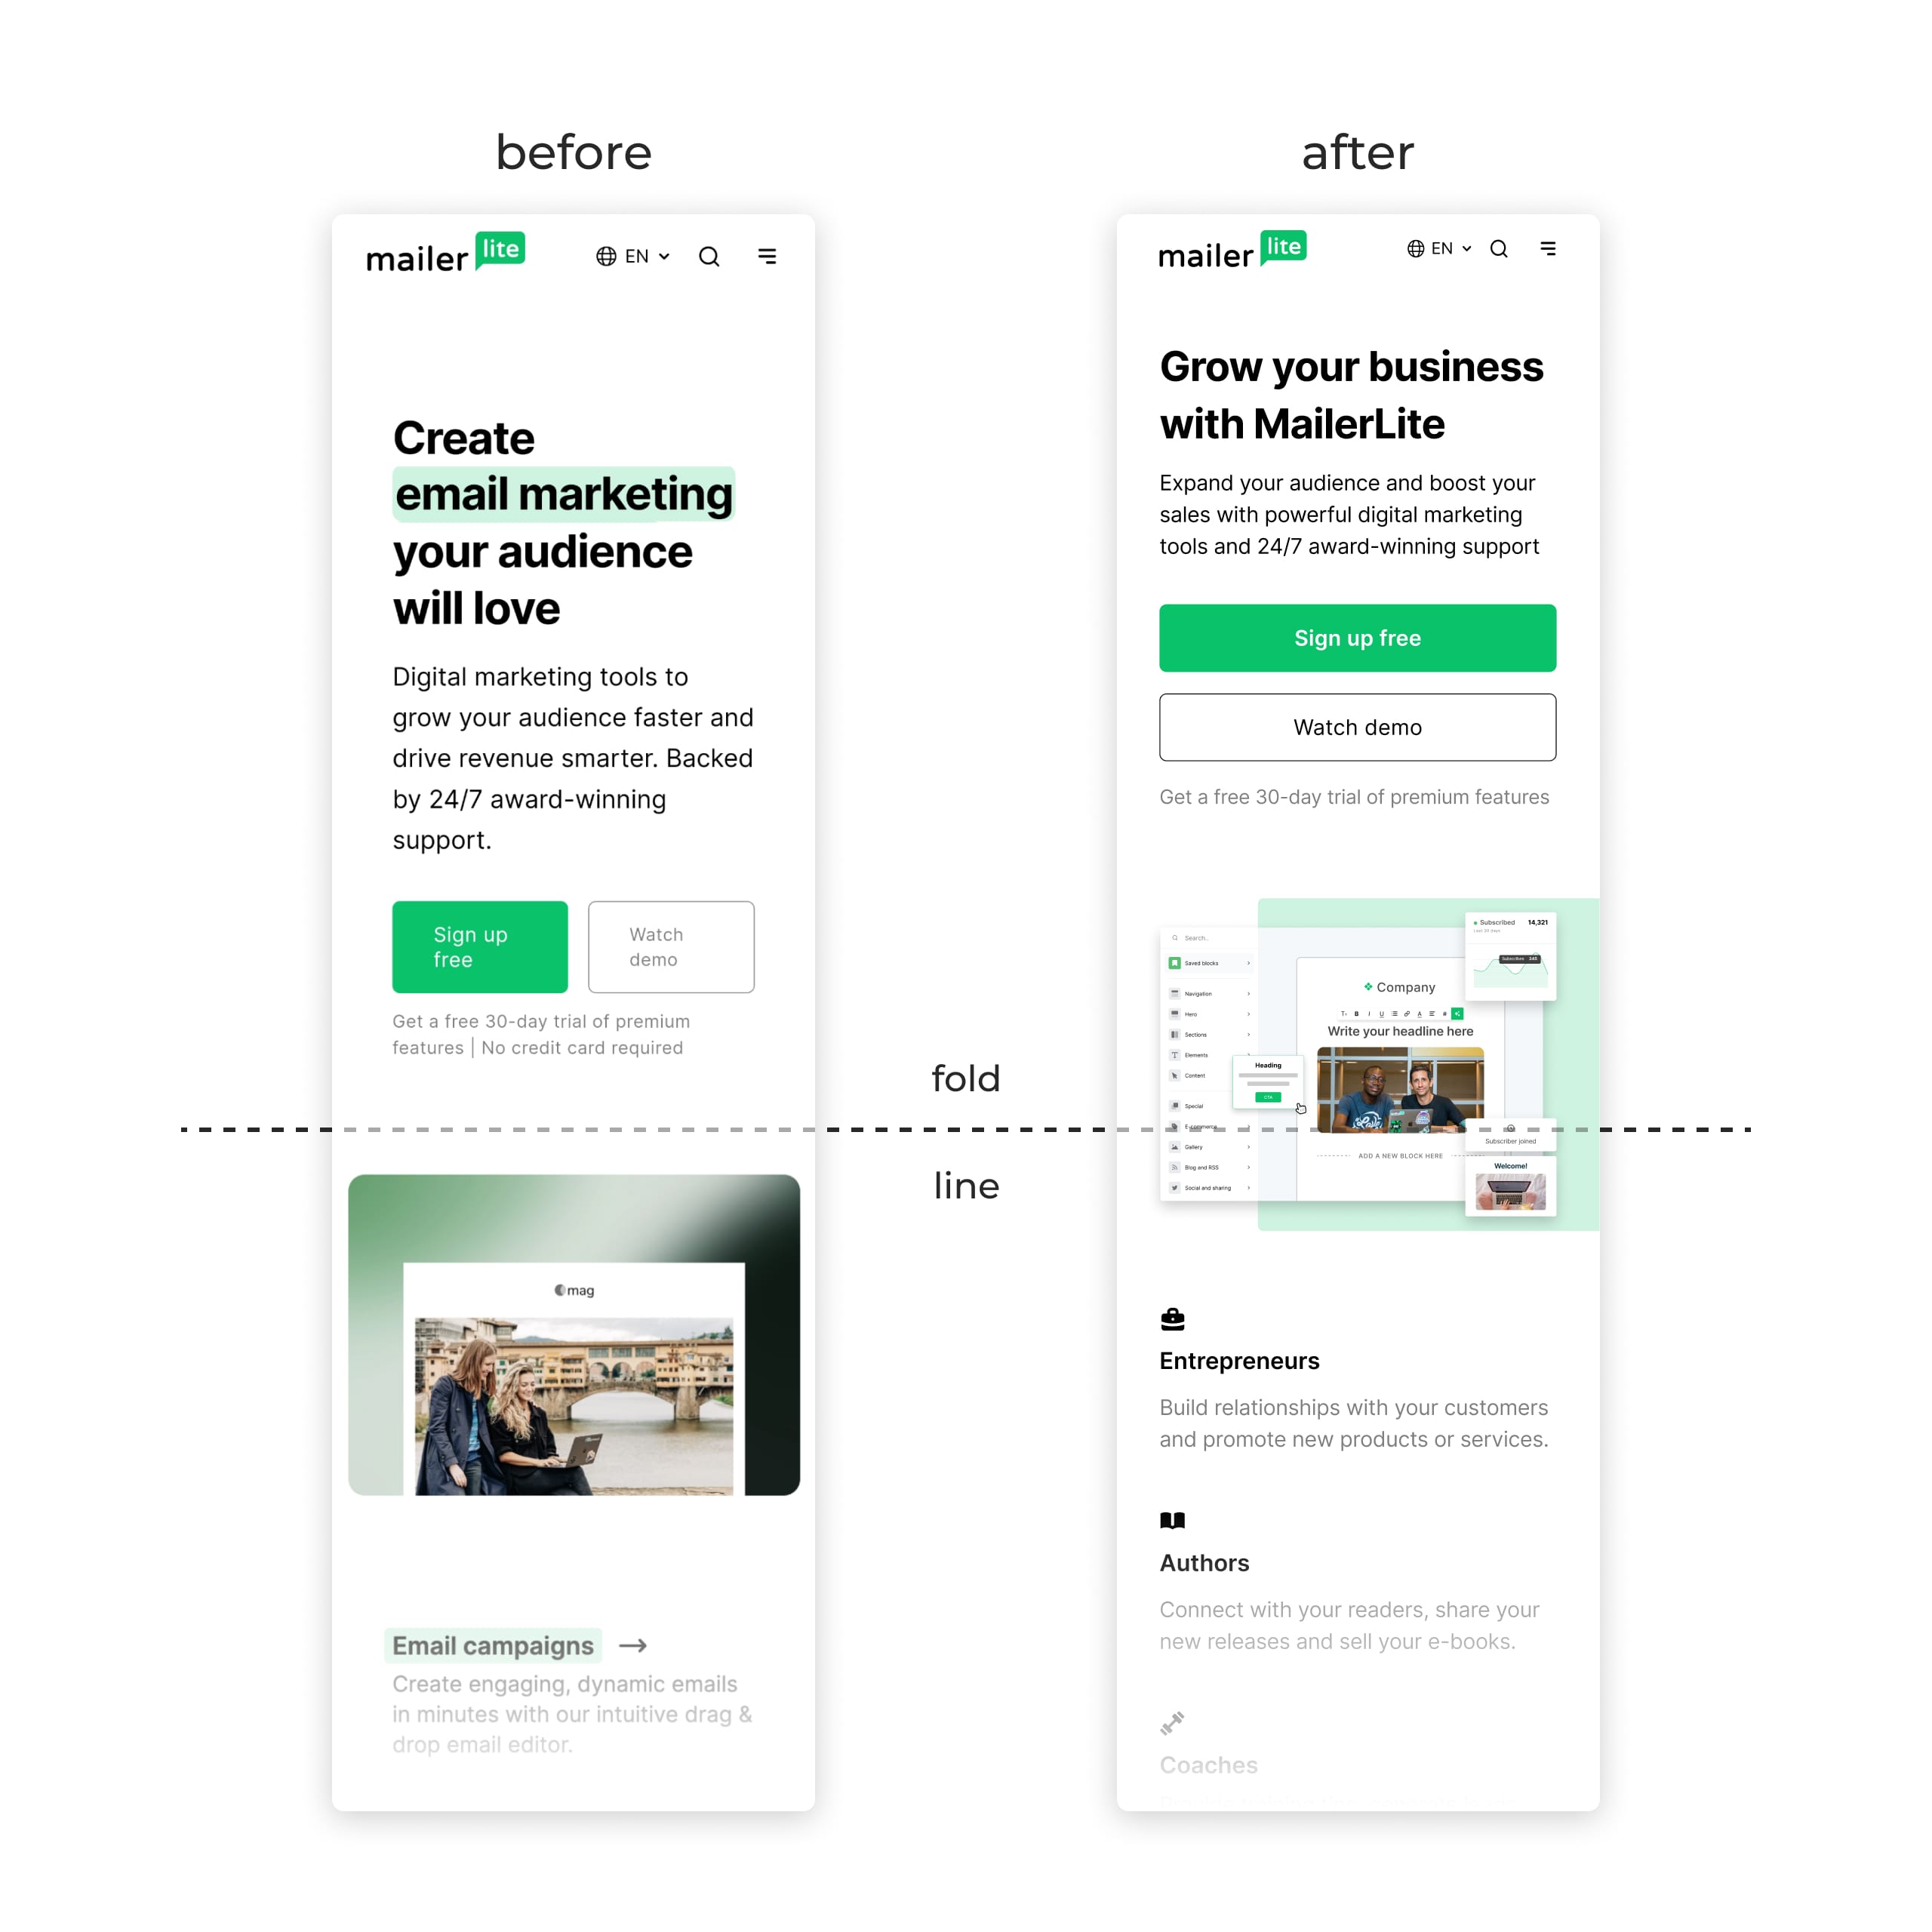 before
mailer lite
EN
Create
email marketing
your audience
will love
Digital marketing tools to
grow your audience faster and
drive revenue smarter. Backed
by 24/7 award-winning
support.
Sign up
free
Watch
demo
Get a free 30-day trial of premium
features | No credit card required
mag
Email campaigns
Create engaging, dynamic emails
in minutes with our intuitive drag &
drop email editor.
fold
line
after
mailer lite
EN
Grow your business
with MailerLite
Expand your audience and boost your
sales with powerful digital marketing
tools and 24/7 award-winning support
Sign up free
Watch demo
Get a free 30-day trial of premium features
Search...
Saved blocks
Navigation
Hero
Sections
Elements
Content
Special
E-commerce
Gallery
Blog and RSS
Social and sharing
Heading
CTA
Company
Write your headline here
ADD A NEW BLOCK HERE
Subscribed 14,321
Last 30 days
Subscriber joined
Welcome!
Entrepreneurs
Build relationships with your customers
and promote new products or services.
Authors
Connect with your readers, share your
new releases and sell your e-books.
Coaches